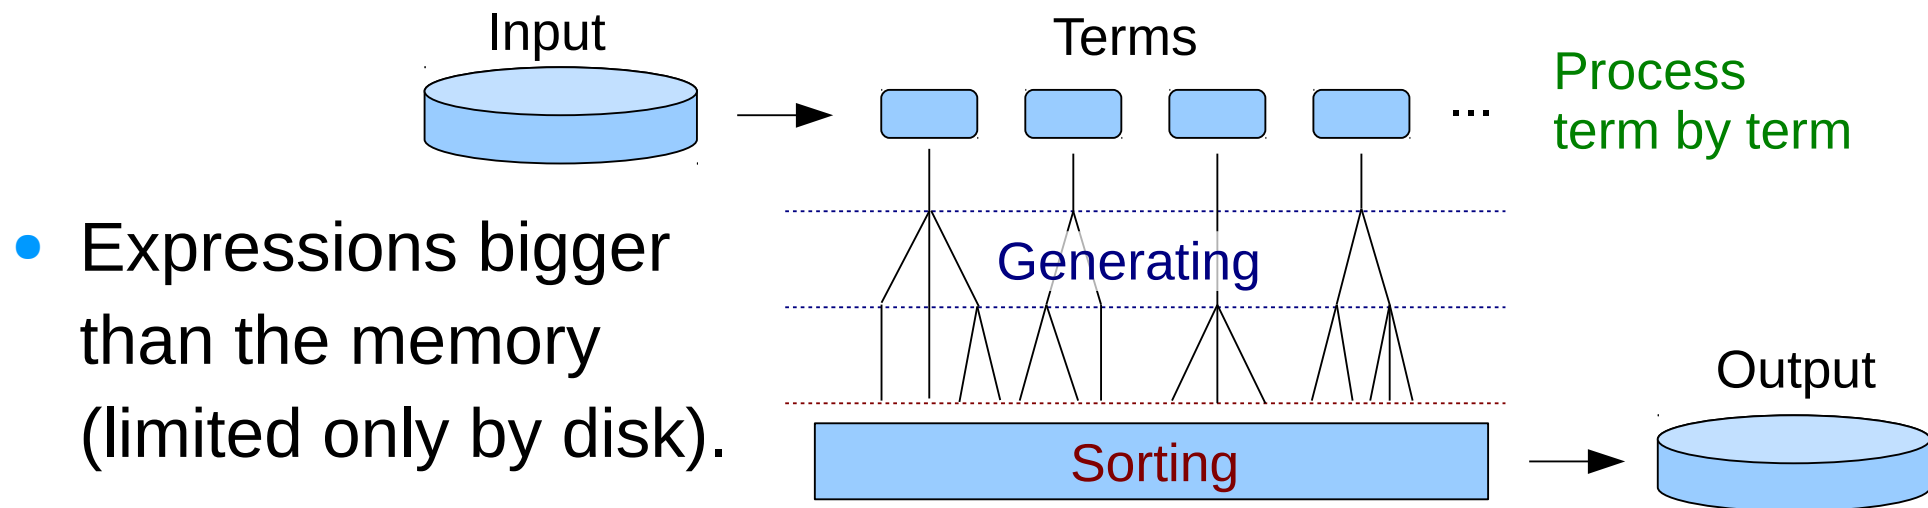 Input
Terms
...
Process
term by term
• Expressions bigger
than the memory
(limited only by disk).
Generating
Sorting
Output